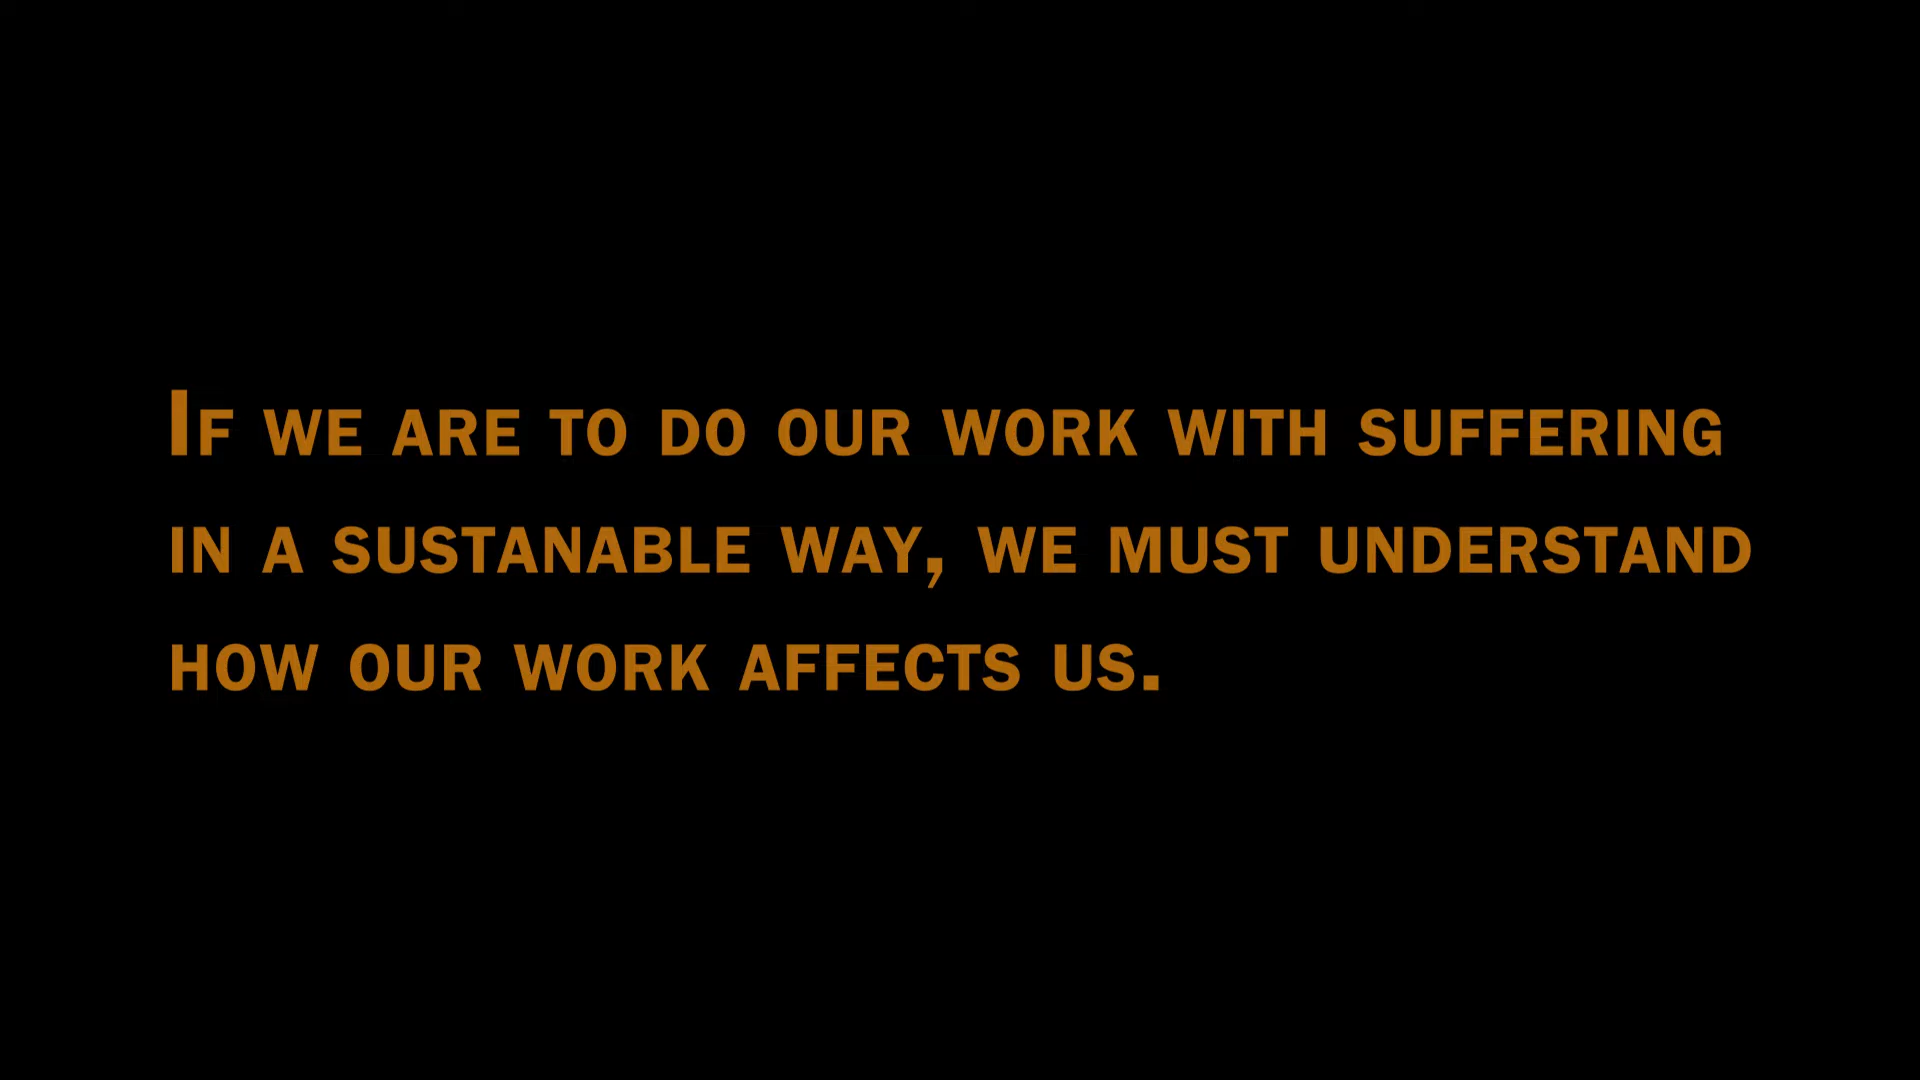 If we are to do our work with suffering
in a sustanable way, we must understand
how our work affects us.